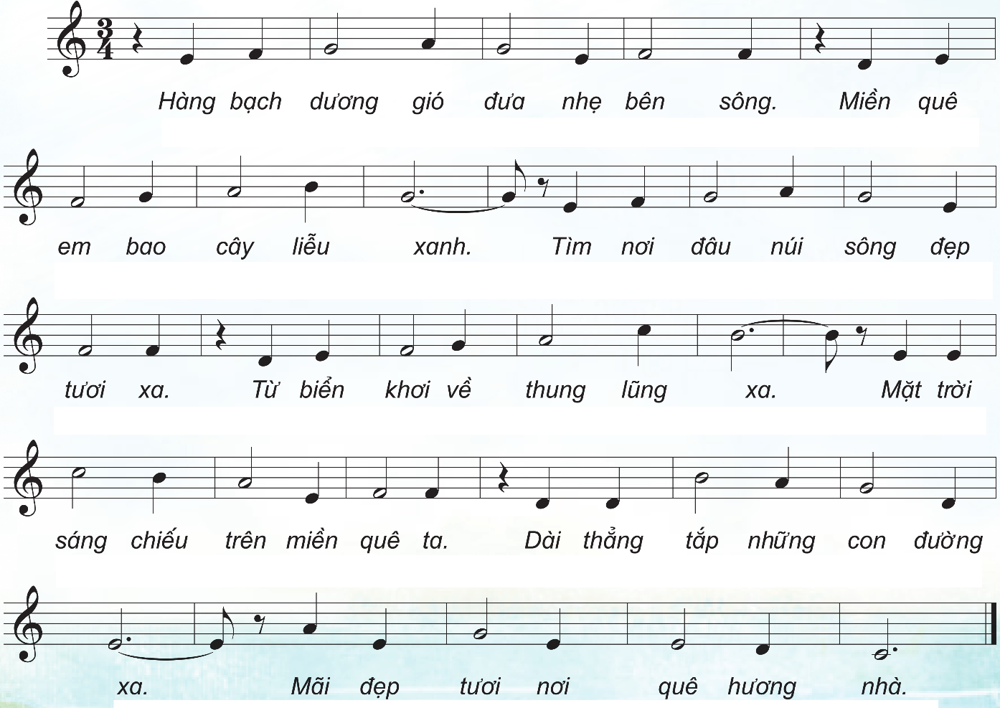 3
4
Hàng bạch dương gió đưa nhẹ bên sông. Miền quê
em bao cây liễu xanh. Tìm nơi đâu núi sông đẹp
tươi xa. Từ biển khơi về thung lũng xa. Mặt trời
sáng chiếu trên miền quê ta. Dài thẳng tắp những con đường
xa. Mãi đẹp tươi nơi quê hương nhà.